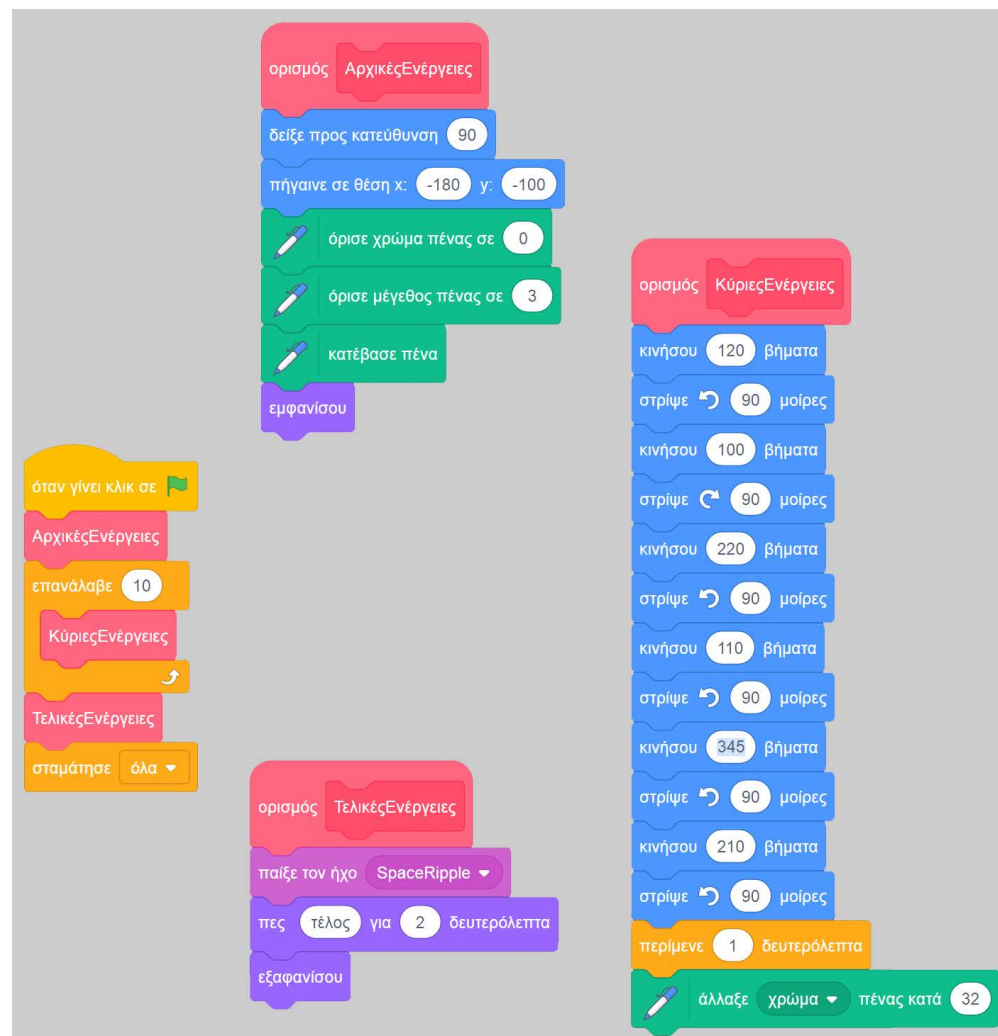 ορισμός ΑρχικέςΕνέργειες
δείξε προς κατεύθυνση 90
πήγαινε σε θέση x: -180 y: -100
όρισε χρώμα πένας σε 0
όρισε μέγεθος πένας σε 3
κατέβασε πένα
εμφανίσου
όταν γίνει κλικ σε
ΑρχικέςΕνέργειες
επανάλαβε 10
ΚύριεςΕνέργειες
ΤελικέςΕνέργειες
σταμάτησε όλα
ορισμός ΤελικέςΕνέργειες
παίξε τον ήχο SpaceRipple
πες τέλος για 2 δευτερόλεπτα
εξαφανίσου
ορισμός ΚύριεςΕνέργειες
κινήσου 120 βήματα
στρίψε 90 μοίρες
κινήσου 100 βήματα
στρίψε 90 μοίρες
κινήσου 220 βήματα
στρίψε 90 μοίρες
κινήσου 110 βήματα
στρίψε 90 μοίρες
κινήσου 345 βήματα
στρίψε 90 μοίρες
κινήσου 210 βήματα
στρίψε 90 μοίρες
περίμενε 1 δευτερόλεπτα
άλλαξε χρώμα πένας κατά 32